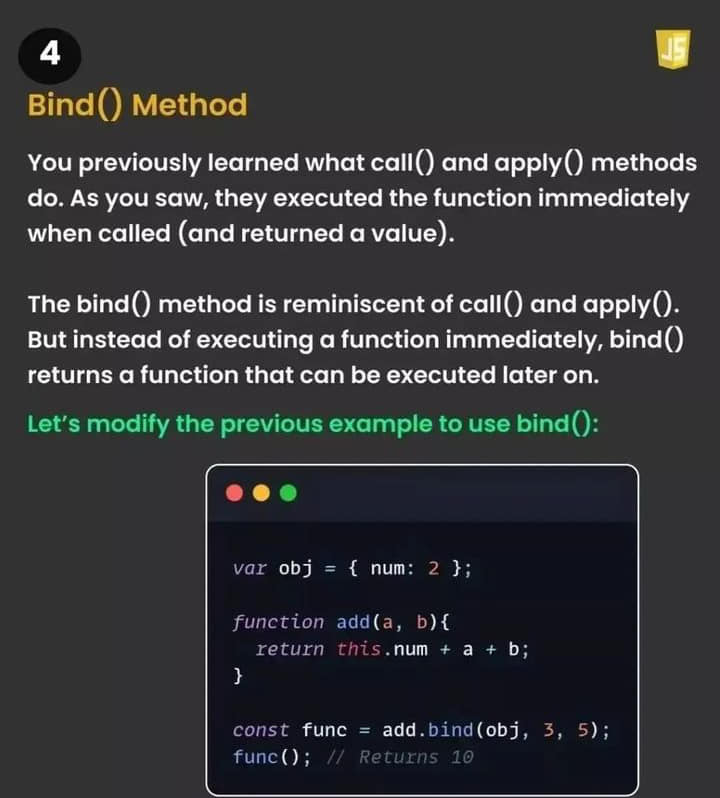 4
JS
Bind() Method
You previously learned what call() and apply() methods
do. As you saw, they executed the function immediately
when called (and returned a value).
The bind() method is reminiscent of call() and apply().
But instead of executing a function immediately, bind()
returns a function that can be executed later on.
Let's modify the previous example to use bind():
var obj = { num: 2 };
function add(a, b){
  return this.num + a + b;
}
const func = add.bind(obj, 3, 5);
func(); // Returns 10